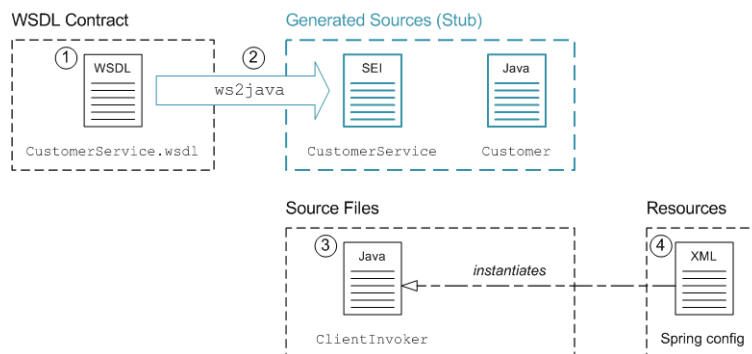 WSDL Contract
Generated Sources (Stub)
1
WSDL
2
ws2java
SEI
Java
CustomerService.wsdl
CustomerService
Customer
Source Files
Resources
3
Java
instantiates
4
XML
ClientInvoker
Spring config